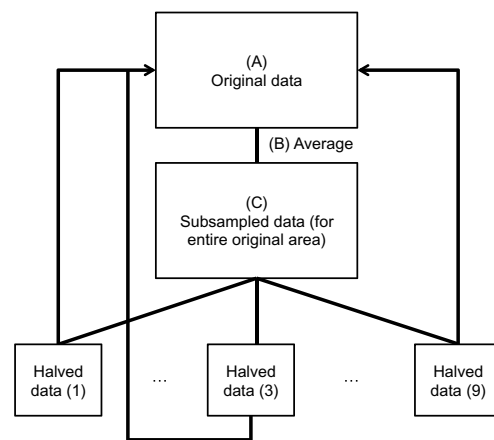 (A)
Original data
(B) Average
(C)
Subsampled data (for
entire original area)
Halved
data (1)
...
Halved
data (3)
...
Halved
data (9)